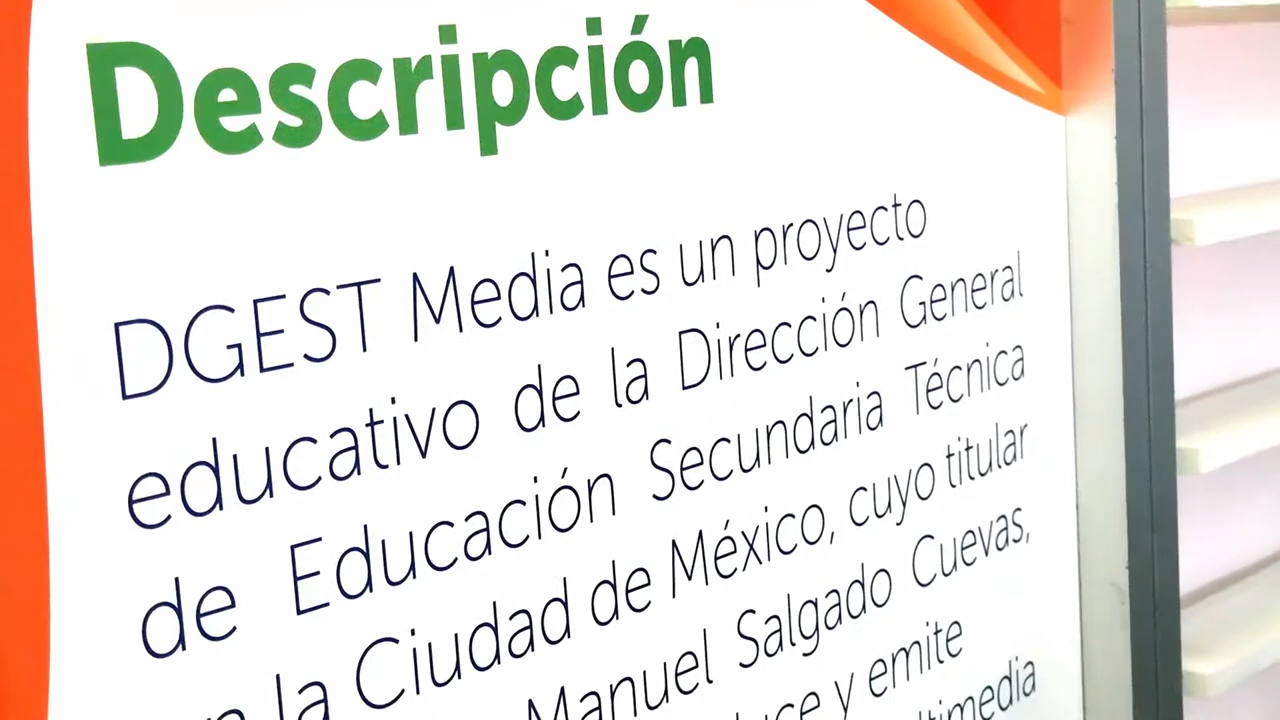 Descripción
DGEST Media es un proyecto
educativo de la Dirección General
de Educación Secundaria Técnica
la Ciudad de México, cuyo titular
Manuel Salgado Cuevas,
y emite